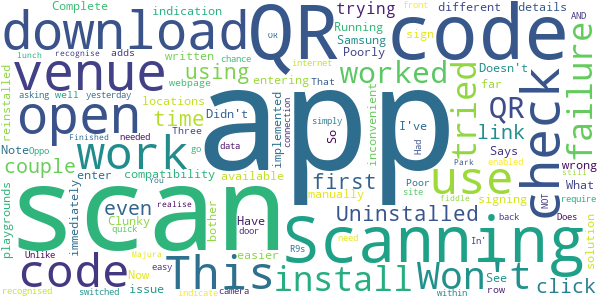 Complete indication download QR trying different details
Running Samsung Poorly sign front AND
OR
lunch recognise adds written code
venue using worked entering Doesn't
webpage That
asking well yesterday locations
reinstalled open time Didn't app implemented connection So I've tried QR check failure
Note Oppo Three inconvenient link far
Finished needed go data simply Had Says
work internet
couple compatibility available first manually Park use wrong
enter You Poor site signing NOT What still
playgrounds immediately scan even Clunky bother realise Uninstalled enabled fiddle require
Unlike quick door Have easier Scanning back Does solution
code This install Won't within In'
Majura R9s need See row
Now easy camera
recognised switched issue indicate click